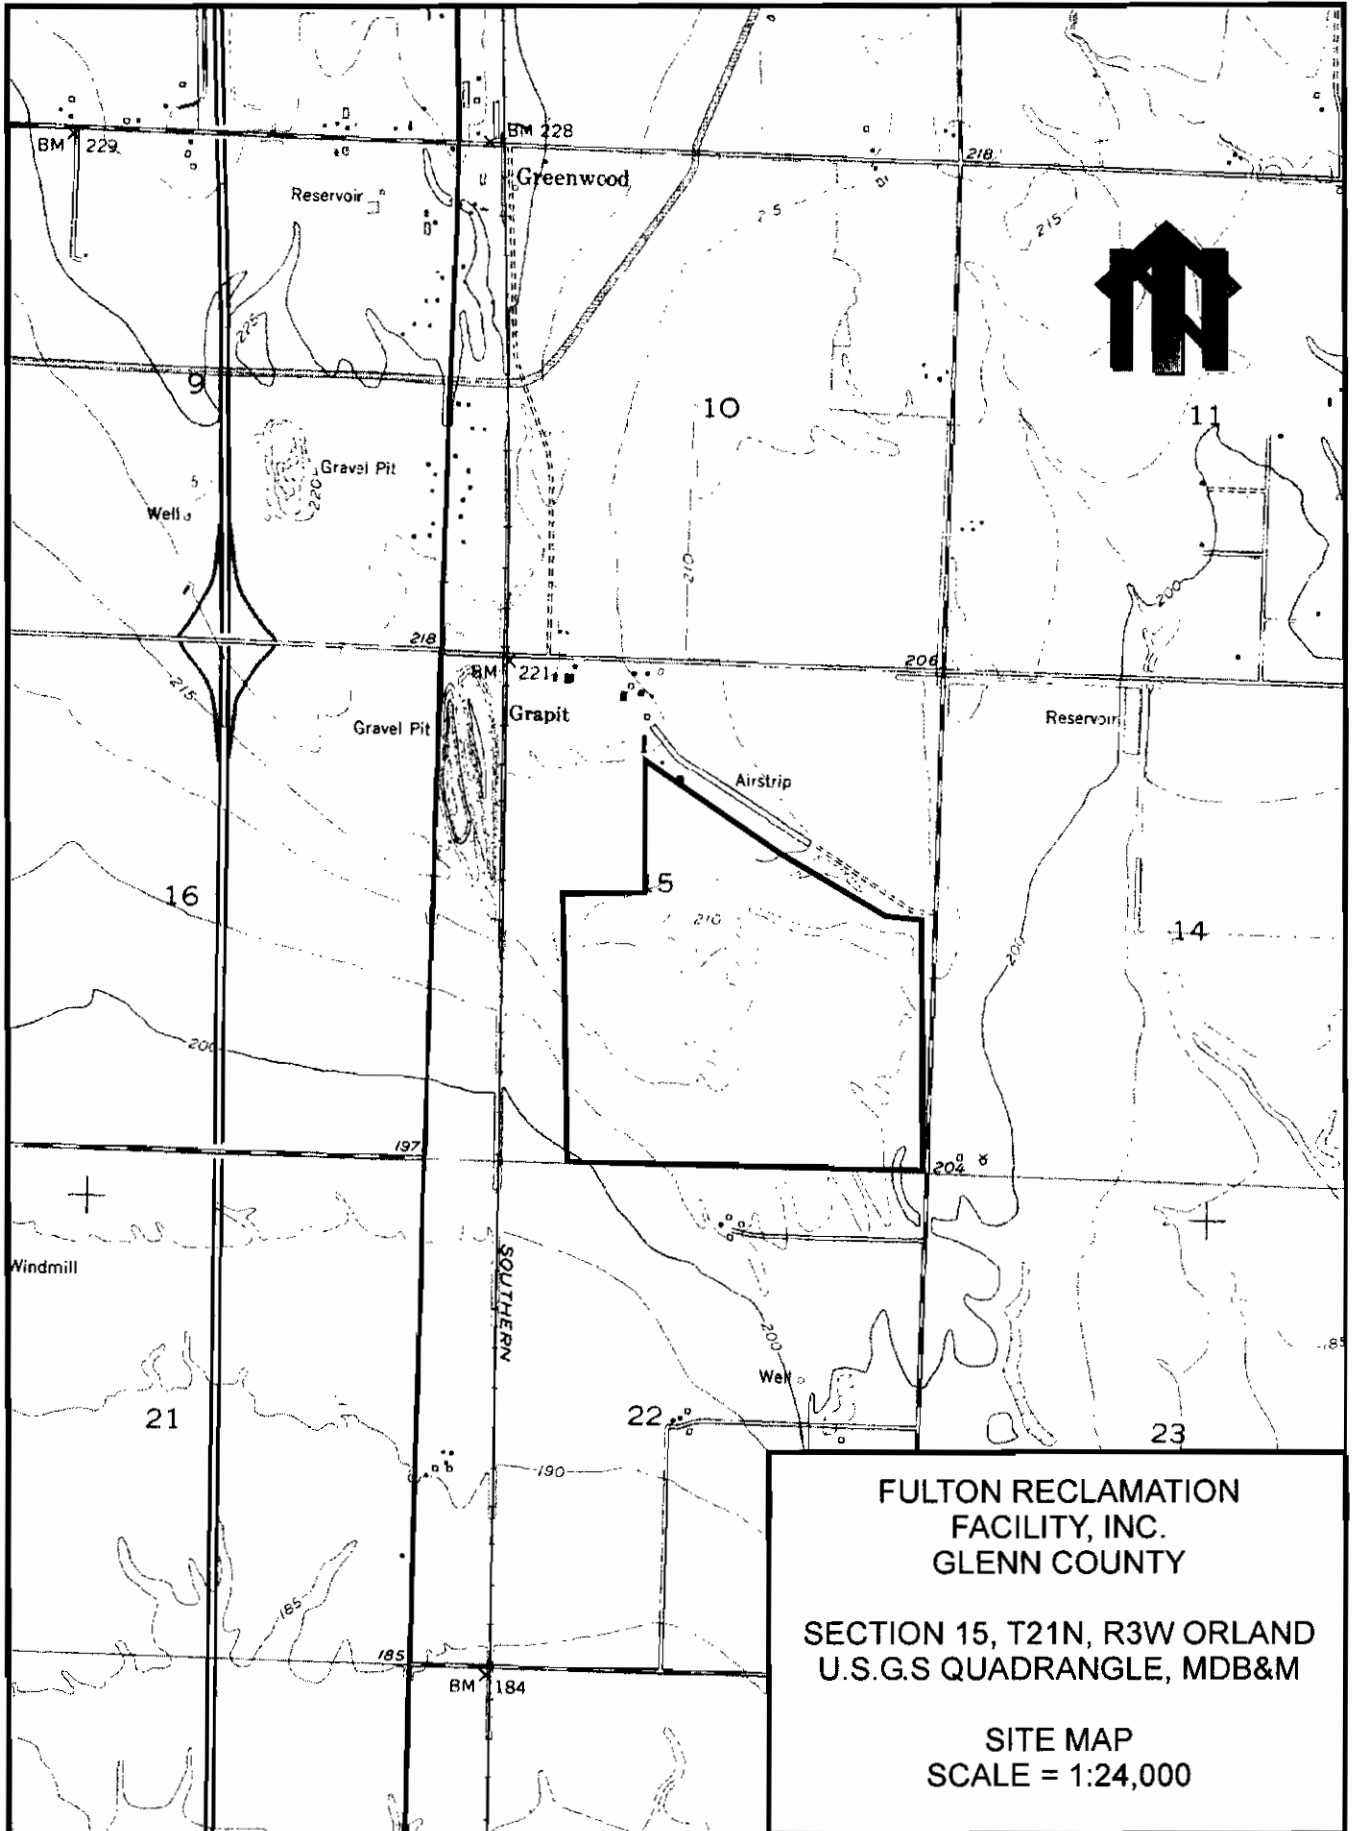 BM 229
BM 228
218
Greenwood
Reservoir
215
225
9
10
11
Gravel Pit
220
5
Well
200
218
206
BM 221
215
Grapit
Gravel Pit
Reservoir
Airstrip
16
15
210
14
200
200
197
204
Windmill
SOUTHERN
200
Well
185
21
22
23
190
185
185
BM 184
N
FULTON RECLAMATION
FACILITY, INC.
GLENN COUNTY
SECTION 15, T21N, R3W ORLAND
U.S.G.S QUADRANGLE, MDB&M
SITE MAP
SCALE = 1:24,000